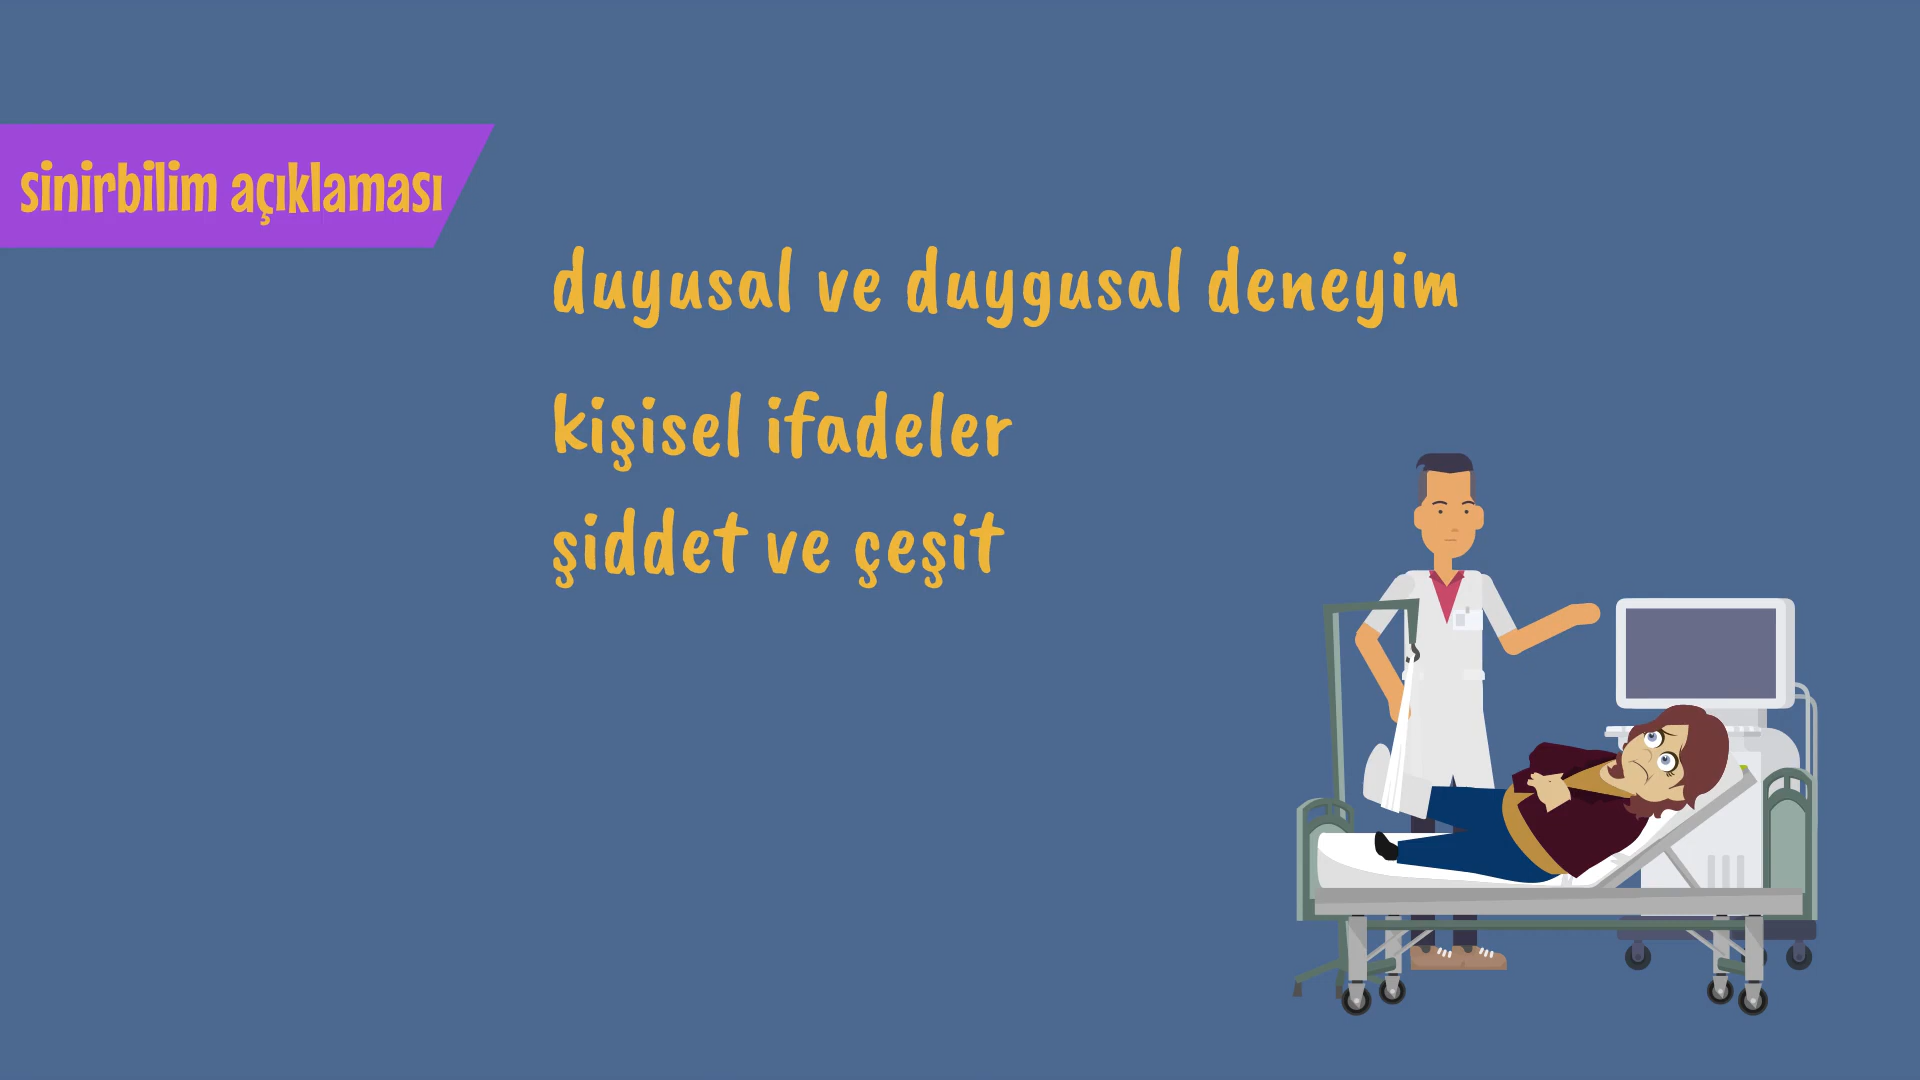 sinirbilim açıklaması
duyusal ve duygusal deneyim
kişisel ifadeler
şiddet ve çeşit